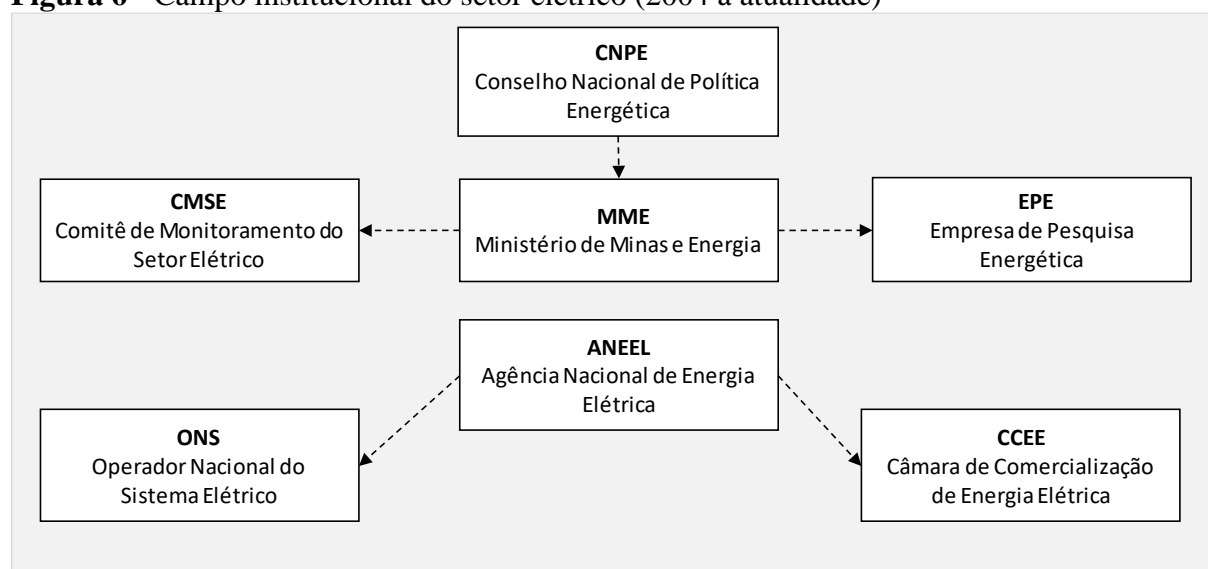 Figura 6 - Campo institucional do setor elétrico (2004 à atualidade)
CNPE
Conselho Nacional de Política
Energética
CMSE
Comitê de Monitoramento do
Setor Elétrico
MME
Ministério de Minas e Energia
EPE
Empresa de Pesquisa
Energética
ANEEL
Agência Nacional de Energia
Elétrica
ONS
Operador Nacional do
Sistema Elétrico
CCEE
Câmara de Comercialização
de Energia Elétrica